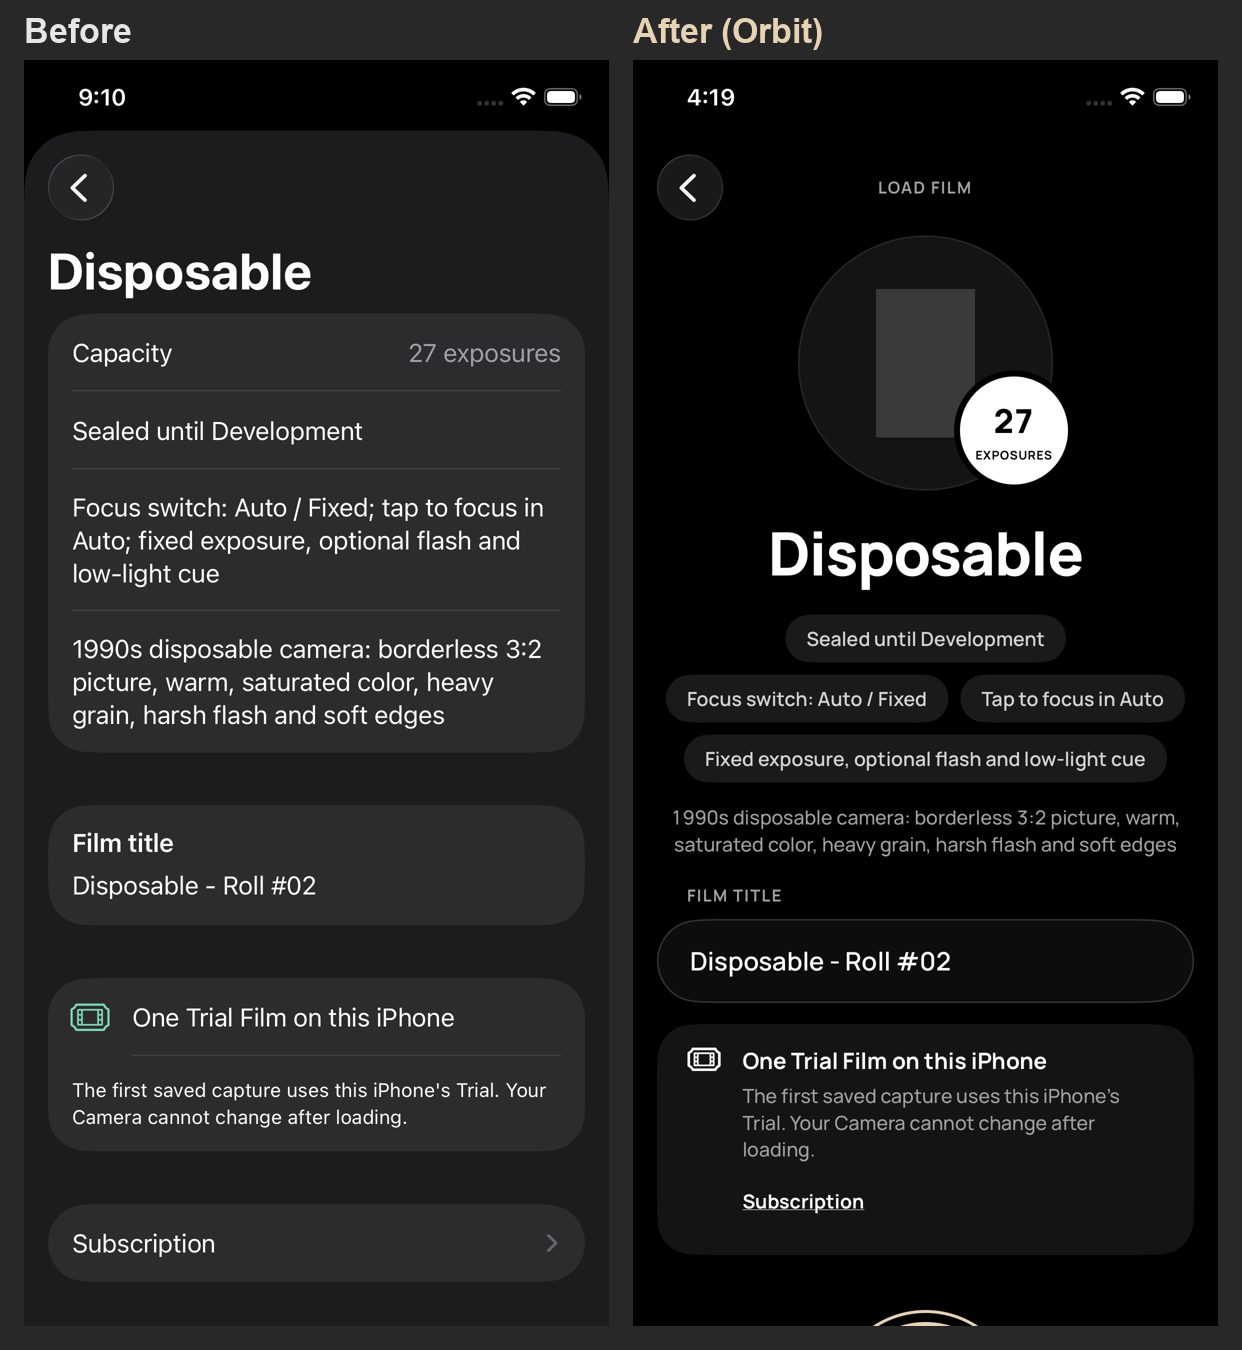 Before
9:10
Disposable
Capacity 27 exposures
Sealed until Development
Focus switch: Auto / Fixed; tap to focus in
Auto; fixed exposure, optional flash and
low-light cue
1990s disposable camera: borderless 3:2
picture, warm, saturated color, heavy
grain, harsh flash and soft edges
Film title
Disposable - Roll #02
One Trial Film on this iPhone
The first saved capture uses this iPhone's Trial. Your
Camera cannot change after loading.
Subscription
After (Orbit)
4:19
LOAD FILM
27
EXPOSURES
Disposable
Sealed until Development
Focus switch: Auto / Fixed
Tap to focus in Auto
Fixed exposure, optional flash and low-light cue
1990s disposable camera: borderless 3:2 picture, warm,
saturated color, heavy grain, harsh flash and soft edges
FILM TITLE
Disposable - Roll #02
One Trial Film on this iPhone
The first saved capture uses this iPhone’s
Trial. Your Camera cannot change after
loading.
Subscription